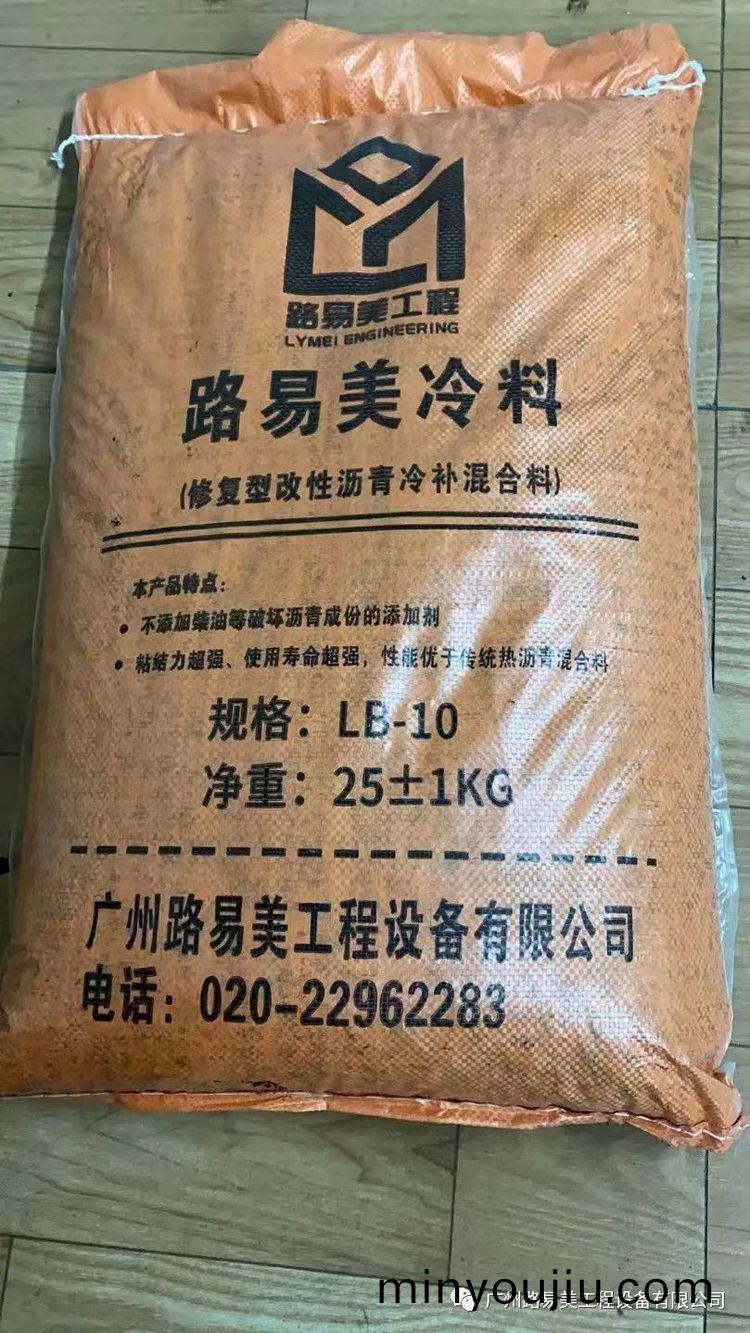 路易美工程
LYMEI ENGINEERING
路易美冷料
(修复型改性沥青冷补混合料)
本产品特点：
• 不添加柴油等破坏沥青成份的添加剂
• 粘结力超强、使用寿命超强，性能优于传统热沥青混合料
规格：LB-10
净重：25±1KG
广州路易美工程设备有限公司
电话：020-22962283
minyoujiu.com
广州路易美工程设备有限公司